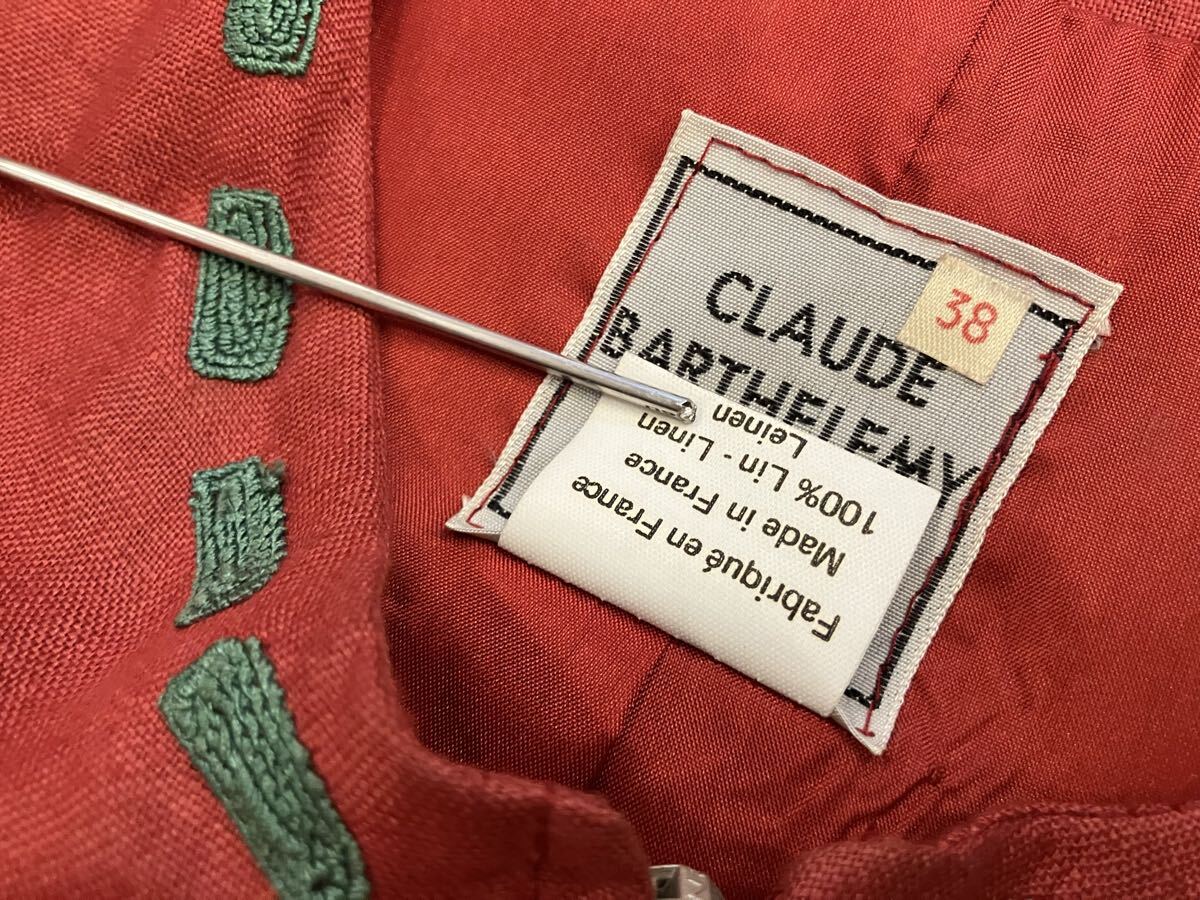 CLAUDE
BARTHELEMY
38
Fabriqué en France
Made in France
100% Lin - Linen
Leinen